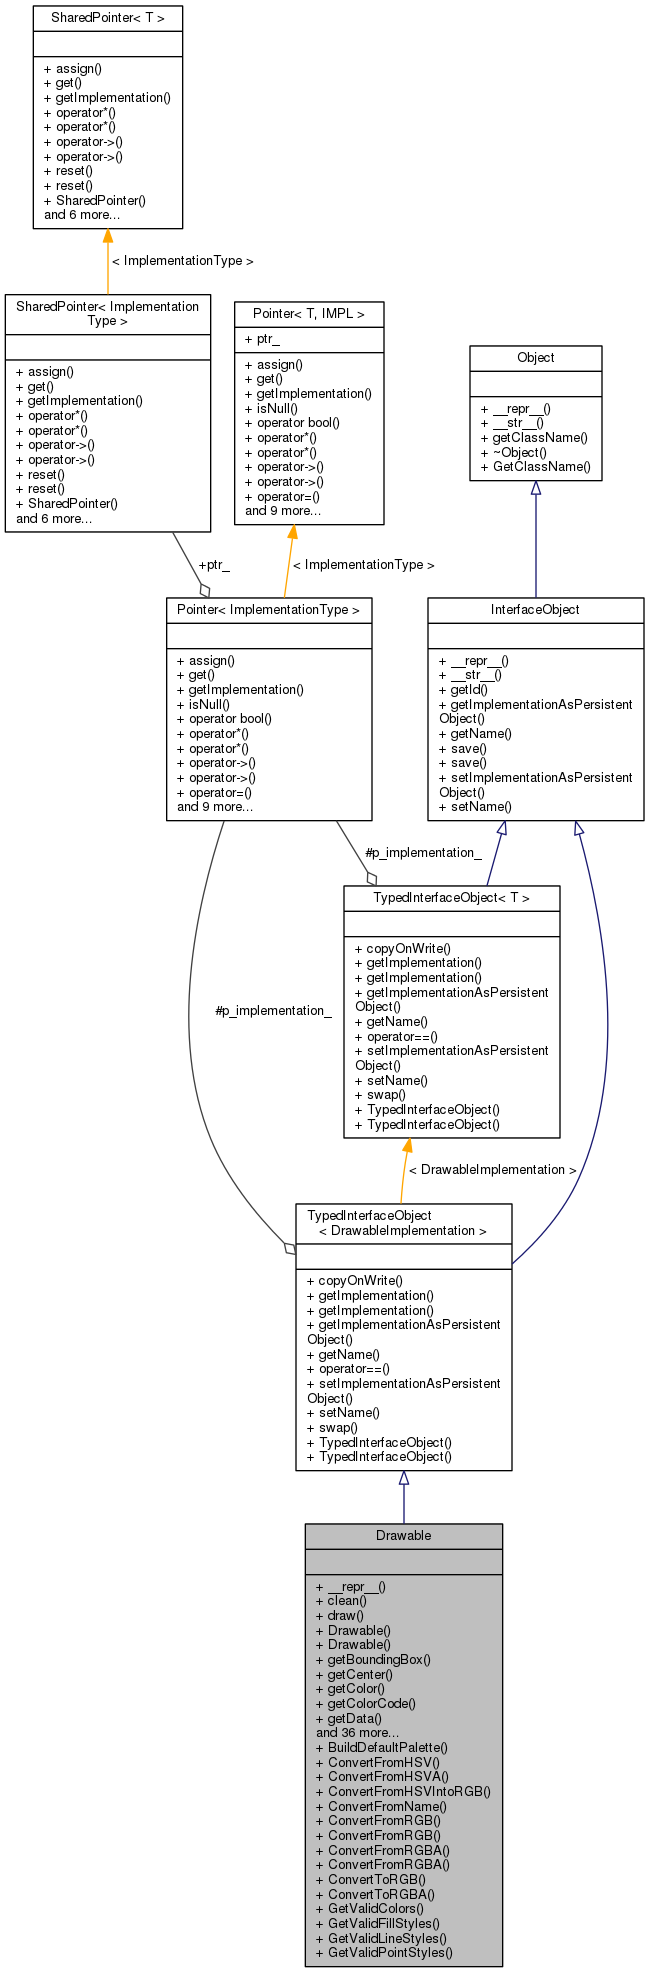 SharedPointer< T >
+ assign()
+ get()
+ getImplementation()
+ operator*()
+ operator*()
+ operator->()
+ operator->()
+ reset()
+ reset()
+ SharedPointer()
and 6 more...
< ImplementationType >
SharedPointer< Implementation
Type >
+ assign()
+ get()
+ getImplementation()
+ operator*()
+ operator*()
+ operator->()
+ operator->()
+ reset()
+ reset()
+ SharedPointer()
and 6 more...
Pointer< T, IMPL >
+ ptr_
+ assign()
+ get()
+ getImplementation()
+ isNull()
+ operator bool()
+ operator*()
+ operator*()
+ operator->()
+ operator->()
+ operator=()
and 9 more...
Object
+ __repr__()
+ __str__()
+ getClassName()
+ ~Object()
+ GetClassName()
+ptr_
< ImplementationType >
Pointer< ImplementationType >
+ assign()
+ get()
+ getImplementation()
+ isNull()
+ operator bool()
+ operator*()
+ operator*()
+ operator->()
+ operator->()
+ operator=()
and 9 more...
InterfaceObject
+ __repr__()
+ __str__()
+ getId()
+ getImplementationAsPersistent
Object()
+ getName()
+ save()
+ save()
+ setImplementationAsPersistent
Object()
+ setName()
#p_implementation_
TypedInterfaceObject< T >
+ copyOnWrite()
+ getImplementation()
+ getImplementation()
+ getImplementationAsPersistent
Object()
+ getName()
+ operator==()
+ setImplementationAsPersistent
Object()
+ setName()
+ swap()
+ TypedInterfaceObject()
+ TypedInterfaceObject()
#p_implementation_
< DrawableImplementation >
TypedInterfaceObject
< DrawableImplementation >
+ copyOnWrite()
+ getImplementation()
+ getImplementation()
+ getImplementationAsPersistent
Object()
+ getName()
+ operator==()
+ setImplementationAsPersistent
Object()
+ setName()
+ swap()
+ TypedInterfaceObject()
+ TypedInterfaceObject()
Drawable
+ __repr__()
+ clean()
+ draw()
+ Drawable()
+ Drawable()
+ getBoundingBox()
+ getCenter()
+ getColor()
+ getColorCode()
+ getData()
and 36 more...
+ BuildDefaultPalette()
+ ConvertFromHSV()
+ ConvertFromHSVA()
+ ConvertFromHSVIntoRGB()
+ ConvertFromName()
+ ConvertFromRGB()
+ ConvertFromRGB()
+ ConvertFromRGBA()
+ ConvertFromRGBA()
+ ConvertToRGB()
+ ConvertToRGBA()
+ GetValidColors()
+ GetValidFillStyles()
+ GetValidLineStyles()
+ GetValidPointStyles()